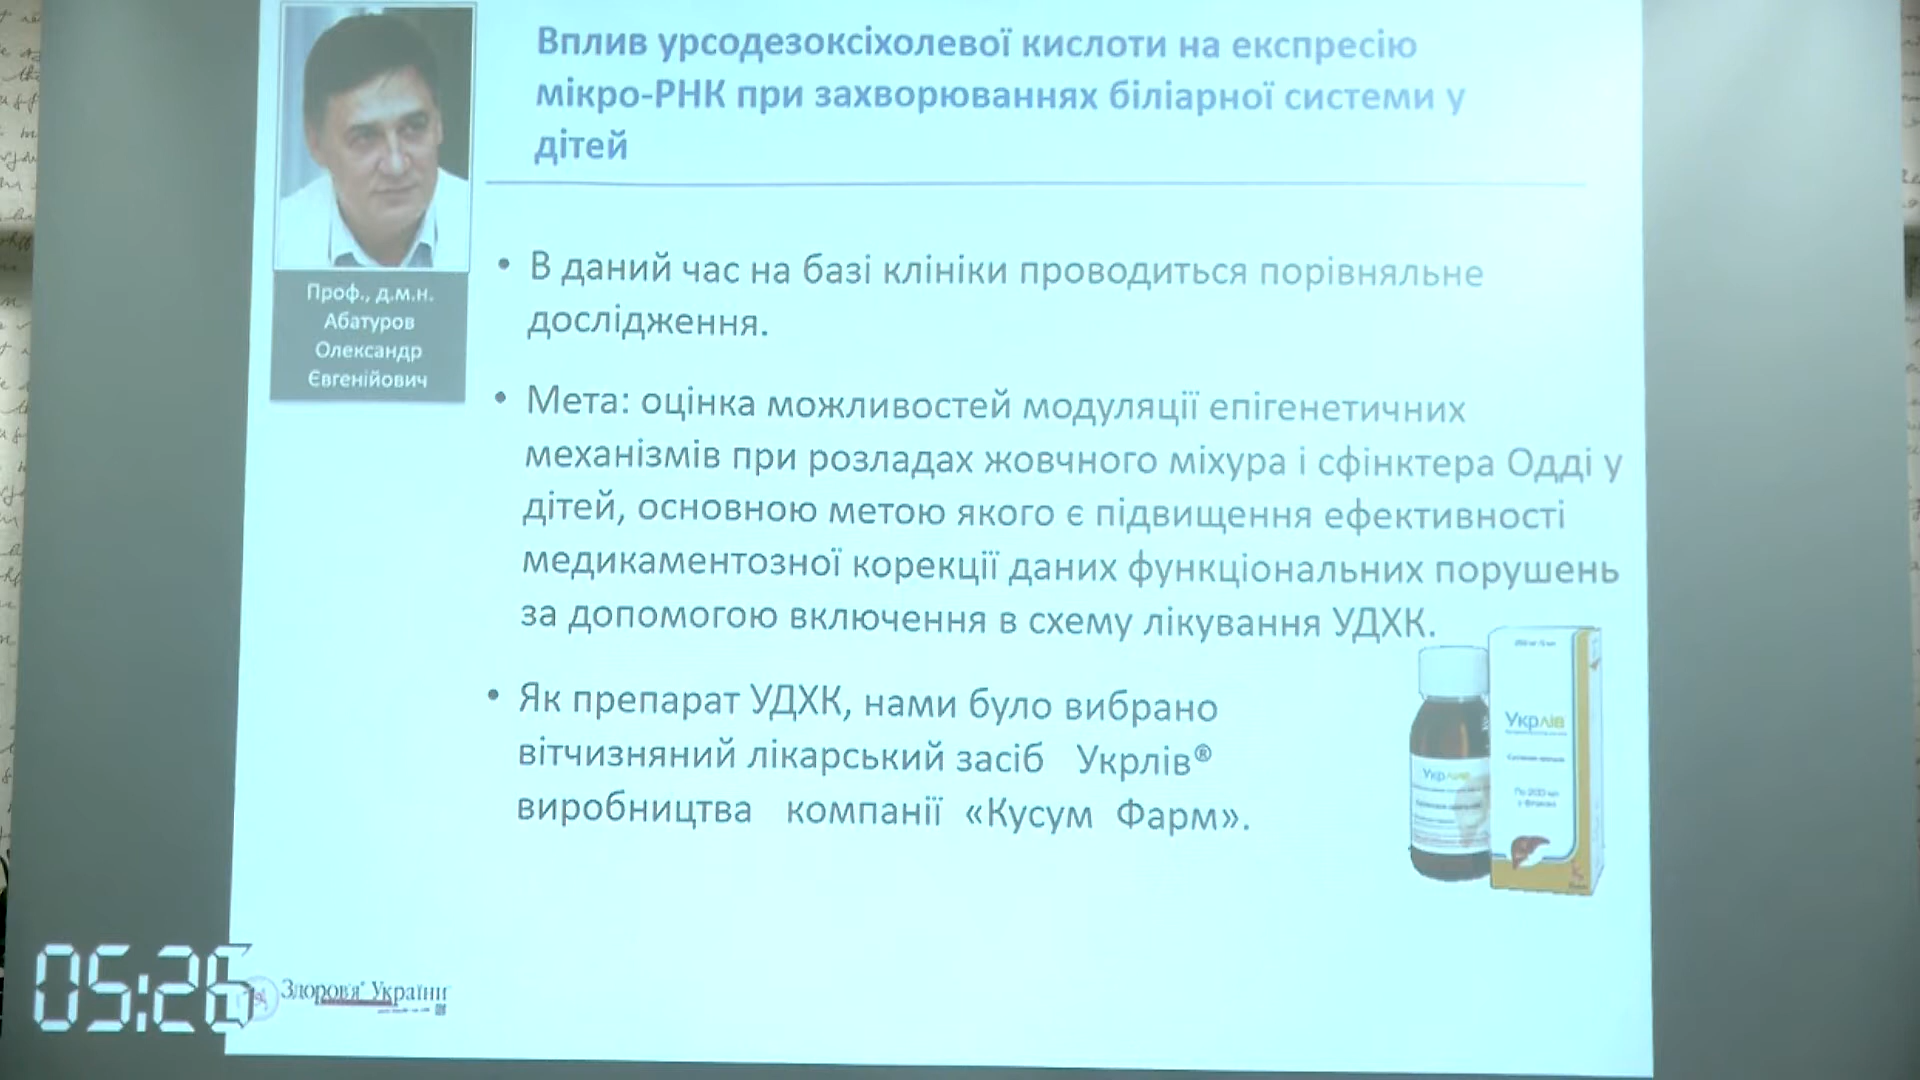 Вплив урсодезоксіхолевої кислоти на експресію
мікро-РНК при захворюваннях біліарної системи у
дітей
Проф., д.м.н.
Абатуров
Олександр
Євгенійович
• В даний час на базі клініки проводиться порівняльне
дослідження.
• Мета: оцінка можливостей модуляції епігенетичних
механізмів при розладах жовчного міхура і сфінктера Одді у
дітей, основною метою якого є підвищення ефективності
медикаментозної корекції даних функціональних порушень
за допомогою включення в схему лікування УДХК.
• Як препарат УДХК, нами було вибрано
вітчизняний лікарський засіб Укрлів®
виробництва компанії «Кусум Фарм».
Укрлів
Укрлів
05:26
Здоров'я України